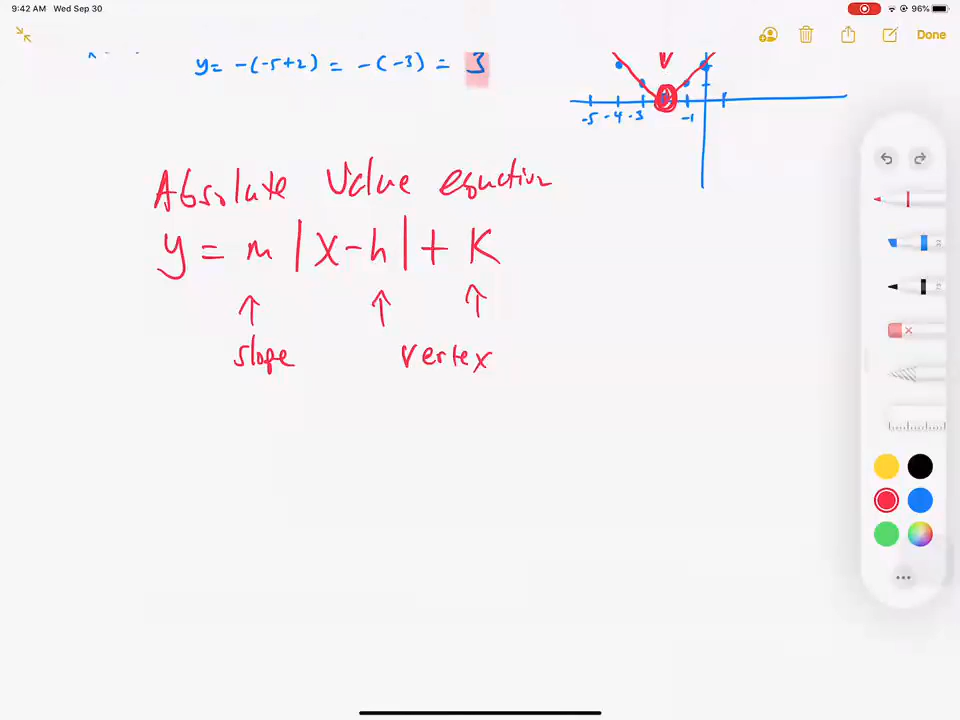 9:42 AM Wed Sep 30
96%
Done
y = -(-5+2) = -(-3) = 3
-5 -4 -3 -1
Absolute Value equation
y = m |x-h| + K
↑ ↑ ↑
slope vertex